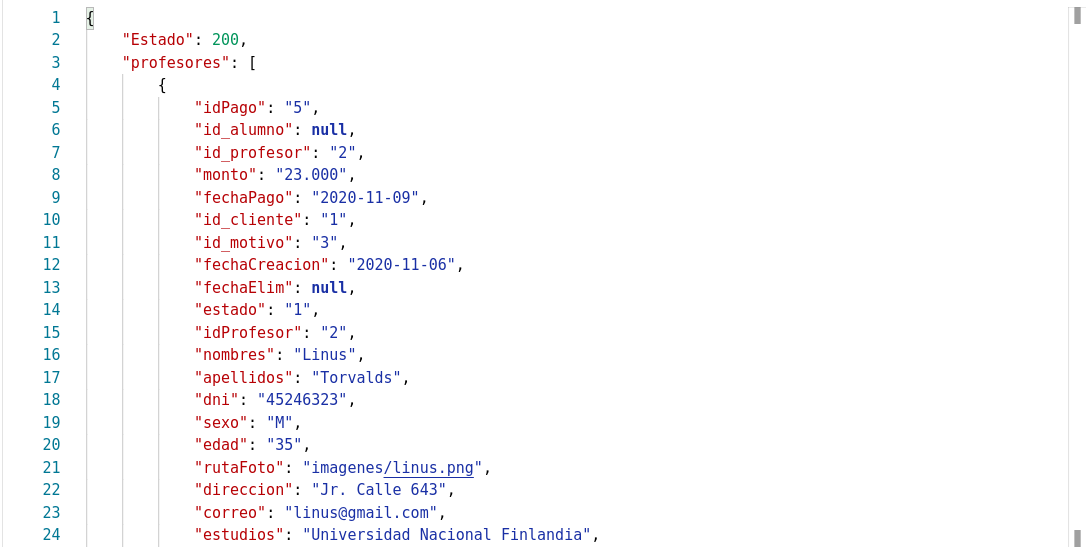 1 {
2 "Estado": 200,
3 "profesores": [
4 {
5 "idPago": "5",
6 "id_alumno": null,
7 "id_profesor": "2",
8 "monto": "23.000",
9 "fechaPago": "2020-11-09",
10 "id_cliente": "1",
11 "id_motivo": "3",
12 "fechaCreacion": "2020-11-06",
13 "fechaElim": null,
14 "estado": "1",
15 "idProfesor": "2",
16 "nombres": "Linus",
17 "apellidos": "Torvalds",
18 "dni": "45246323",
19 "sexo": "M",
20 "edad": "35",
21 "rutaFoto": "imagenes/linus.png",
22 "direccion": "Jr. Calle 643",
23 "correo": "linus@gmail.com",
24 "estudios": "Universidad Nacional Finlandia",